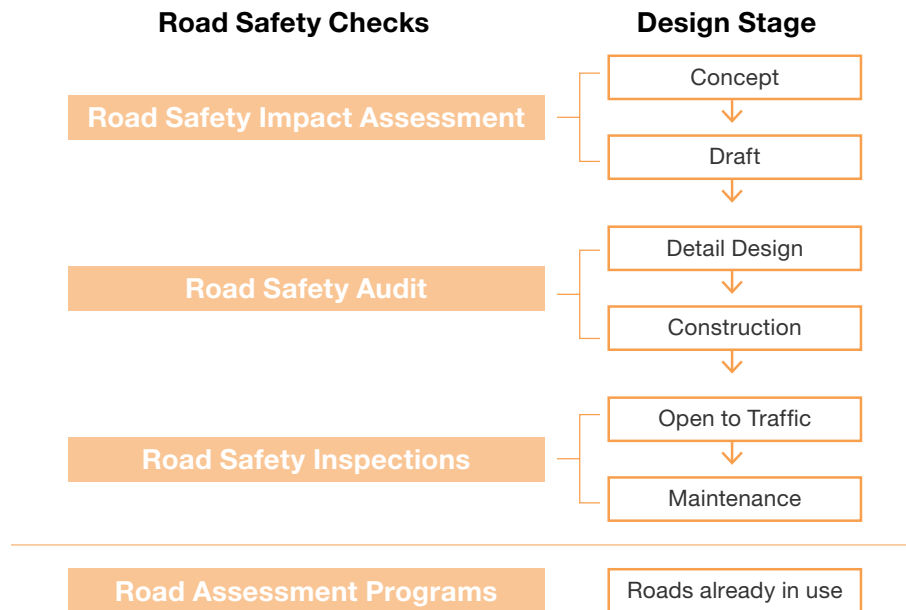 Road Safety Checks
Design Stage
Road Safety Impact Assessment
Concept
Draft
Road Safety Audit
Detail Design
Construction
Road Safety Inspections
Open to Traffic
Maintenance
Road Assessment Programs
Roads already in use